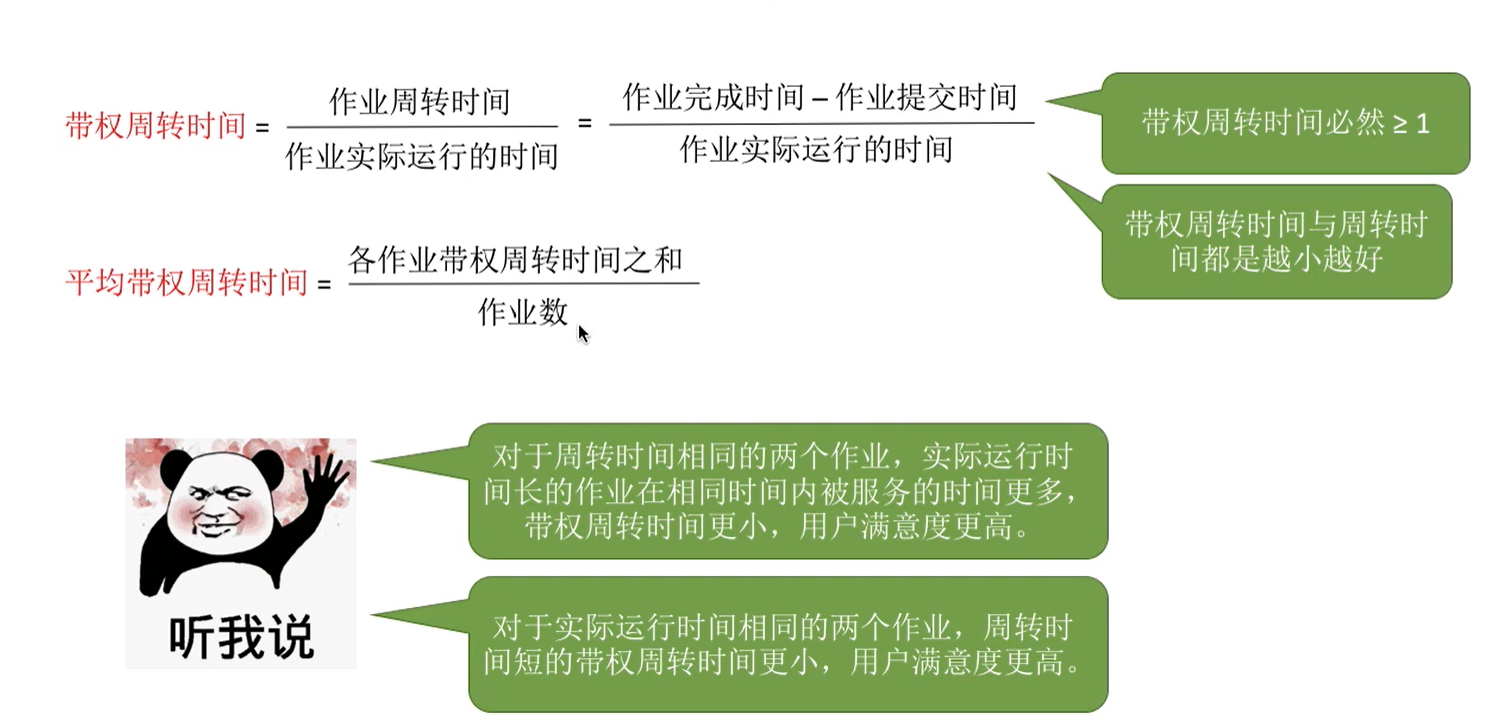 带权周转时间 = 作业周转时间 / 作业实际运行的时间 = 作业完成时间 – 作业提交时间 / 作业实际运行的时间
带权周转时间必然 ≥ 1
带权周转时间与周转时
间都是越小越好
平均带权周转时间 = 各作业带权周转时间之和 / 作业数
对于周转时间相同的两个作业，实际运行时
间长的作业在相同时间内被服务的时间更多，
带权周转时间更小，用户满意度更高。
听我说
对于实际运行时间相同的两个作业，周转时
间短的带权周转时间更小，用户满意度更高。